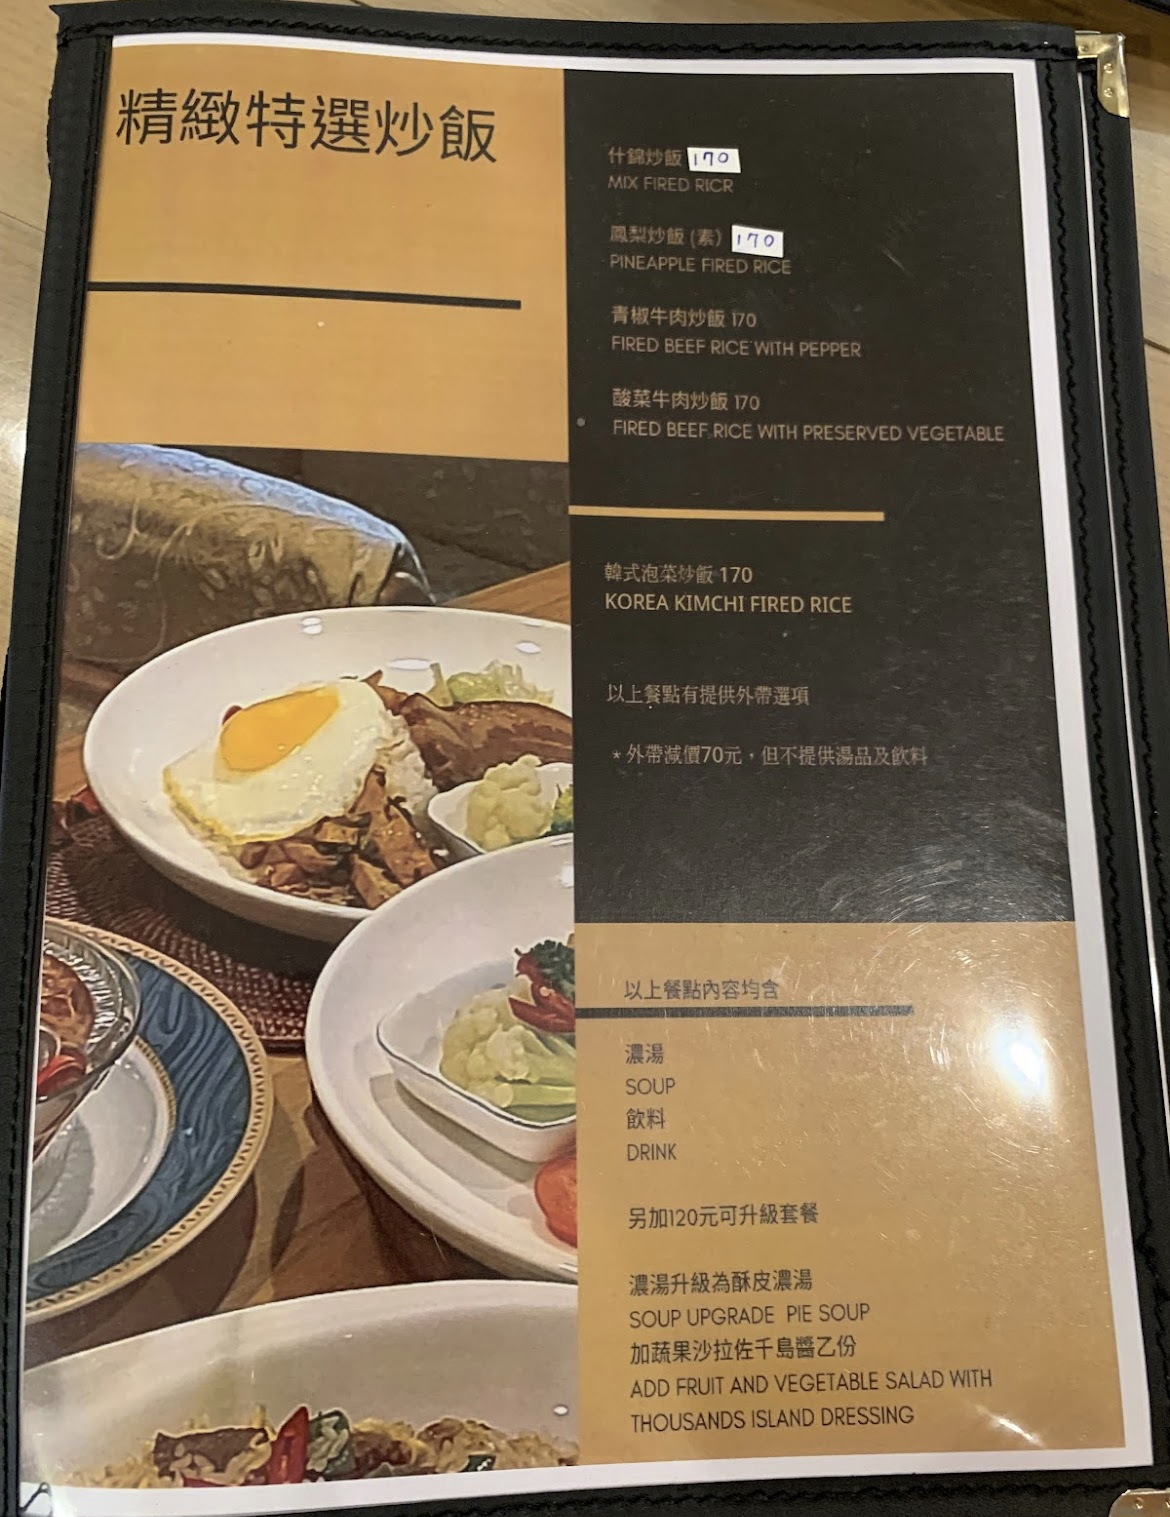 精緻特選炒飯
什錦炒飯 170
MIX FIRED RICR
鳳梨炒飯 (素) 170
PINEAPPLE FIRED RICE
青椒牛肉炒飯 170
FIRED BEEF RICE WITH PEPPER
酸菜牛肉炒飯 170
FIRED BEEF RICE WITH PRESERVED VEGETABLE
韓式泡菜炒飯 170
KOREA KIMCHI FIRED RICE
以上餐點有提供外帶選項
* 外帶減價70元，但不提供湯品及飲料
以上餐點內容均含
濃湯
SOUP
飲料
DRINK
另加120元可升級套餐
濃湯升級為酥皮濃湯
SOUP UPGRADE PIE SOUP
加蔬果沙拉佐千島醬乙份
ADD FRUIT AND VEGETABLE SALAD WITH
THOUSANDS ISLAND DRESSING